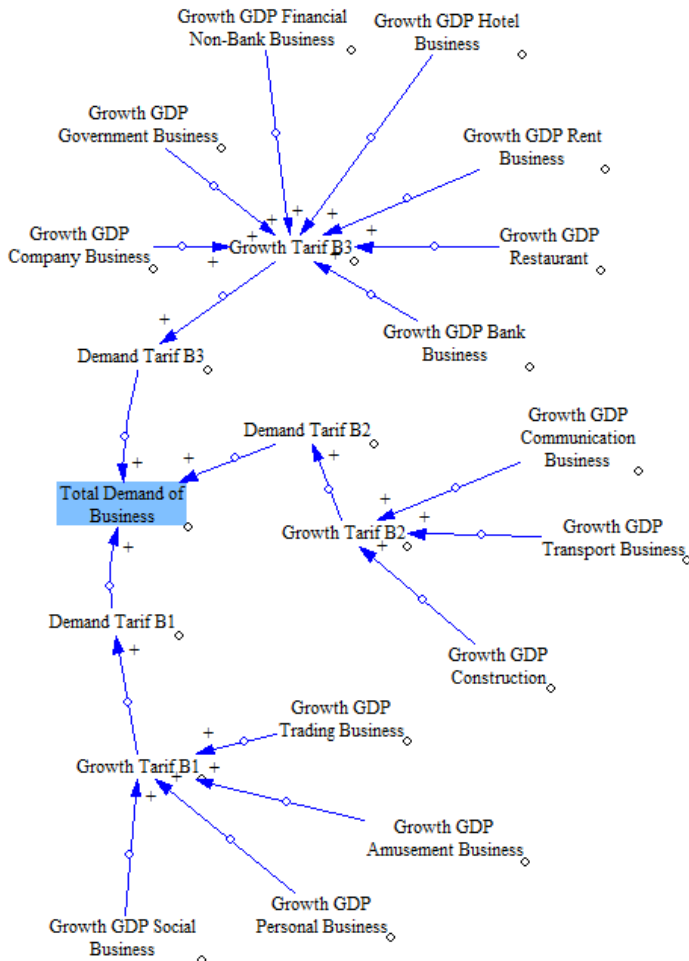 Growth GDP Financial
Non-Bank Business
Growth GDP Hotel
Business
Growth GDP
Government Business
Growth GDP Rent
Business
+
+
+
+
+
+
+
Growth GDP
Company Business
Growth Tarif B3
Growth GDP
Restaurant
+
Growth GDP Bank
Business
Demand Tarif B3
Growth GDP
Communication
Business
Demand Tarif B2
+
+
+
Total Demand of
Business
+
+
Growth Tarif B2
+
Growth GDP
Transport Business
+
Demand Tarif B1
+
Growth GDP
Construction
Growth GDP
Trading Business
+
Growth Tarif B1
+
+
+
Growth GDP
Amusement Business
Growth GDP
Personal Business
Growth GDP Social
Business